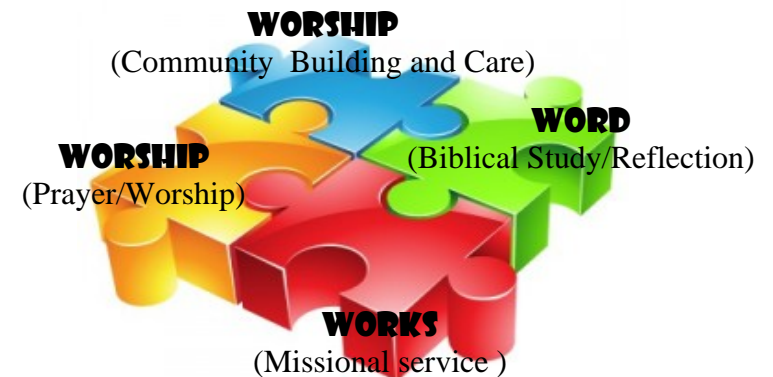 WORSHIP
(Community Building and Care)
WORD
(Biblical Study/Reflection)
WORSHIP
(Prayer/Worship)
WORKS
(Missional service )